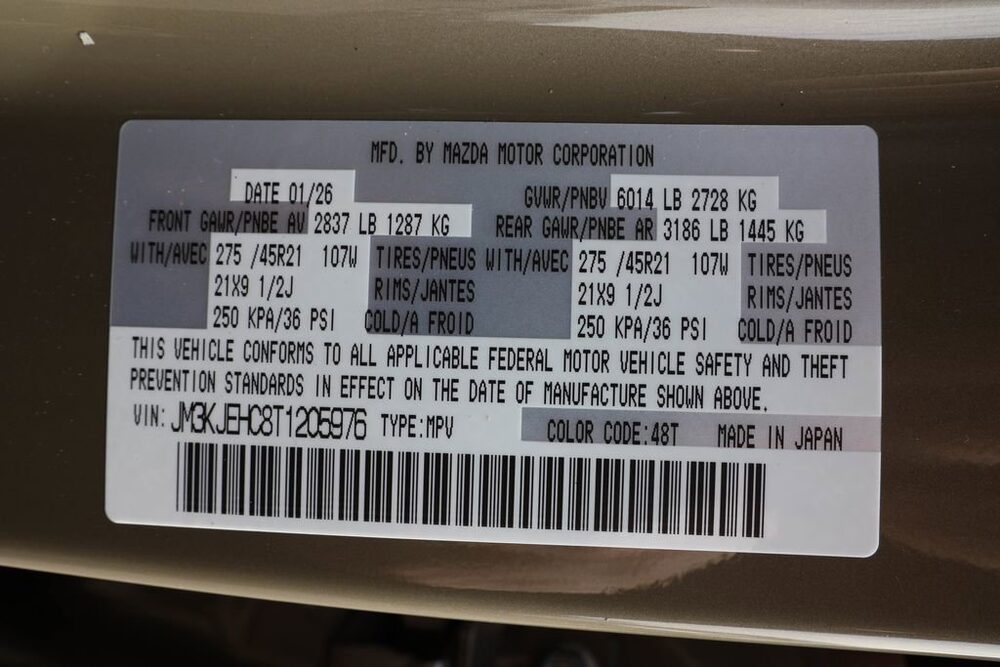 MFD. BY MAZDA MOTOR CORPORATION
DATE 01/26 GVWR/PNBV 6014 LB 2728 KG
FRONT GAWR/PNBE AV 2837 LB 1287 KG REAR GAWR/PNBE AR 3186 LB 1445 KG
WITH/AVEC 275 /45R21 107W TIRES/PNEUS WITH/AVEC 275 /45R21 107W TIRES/PNEUS
21X9 1/2J RIMS/JANTES 21X9 1/2J RIMS/JANTES
250 KPA/36 PSI COLD/A FROID 250 KPA/36 PSI COLD/A FROID
THIS VEHICLE CONFORMS TO ALL APPLICABLE FEDERAL MOTOR VEHICLE SAFETY AND THEFT
PREVENTION STANDARDS IN EFFECT ON THE DATE OF MANUFACTURE SHOWN ABOVE.
VIN: JM3KJEHC8T1205976 TYPE:MPV COLOR CODE:48T MADE IN JAPAN